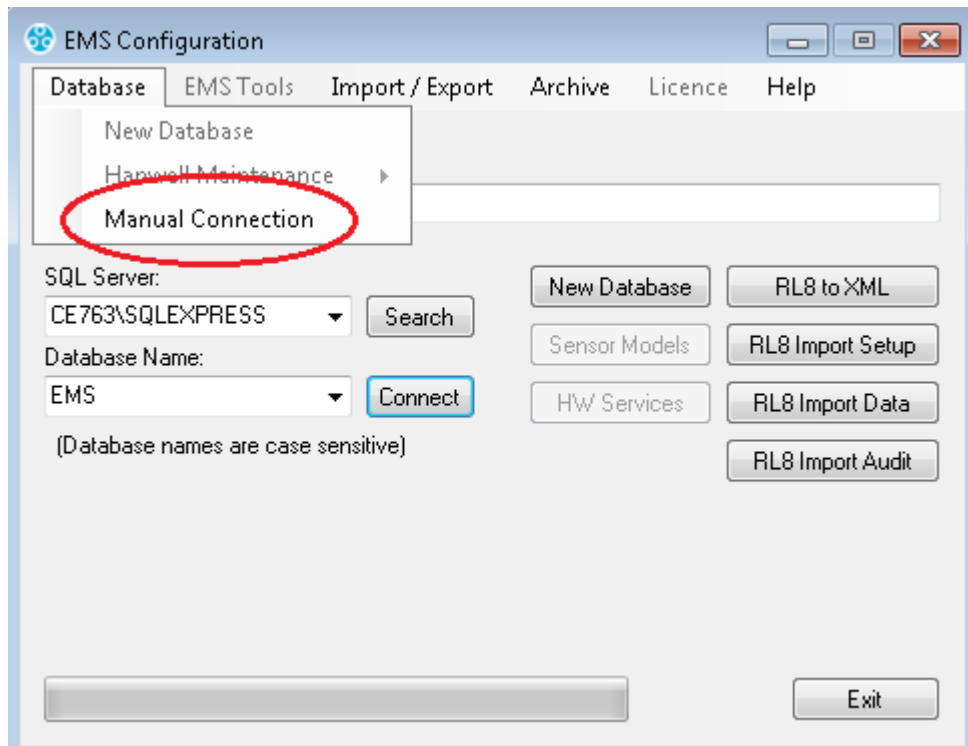 EMS Configuration
Database EMS Tools Import / Export Archive Licence Help
New Database
Hanwell Maintenance
Manual Connection
SQL Server:
CE763\SQLEXPRESS Search
Database Name:
EMS Connect
(Database names are case sensitive)
New Database RL8 to XML
Sensor Models RL8 Import Setup
HW Services RL8 Import Data
RL8 Import Audit
Exit